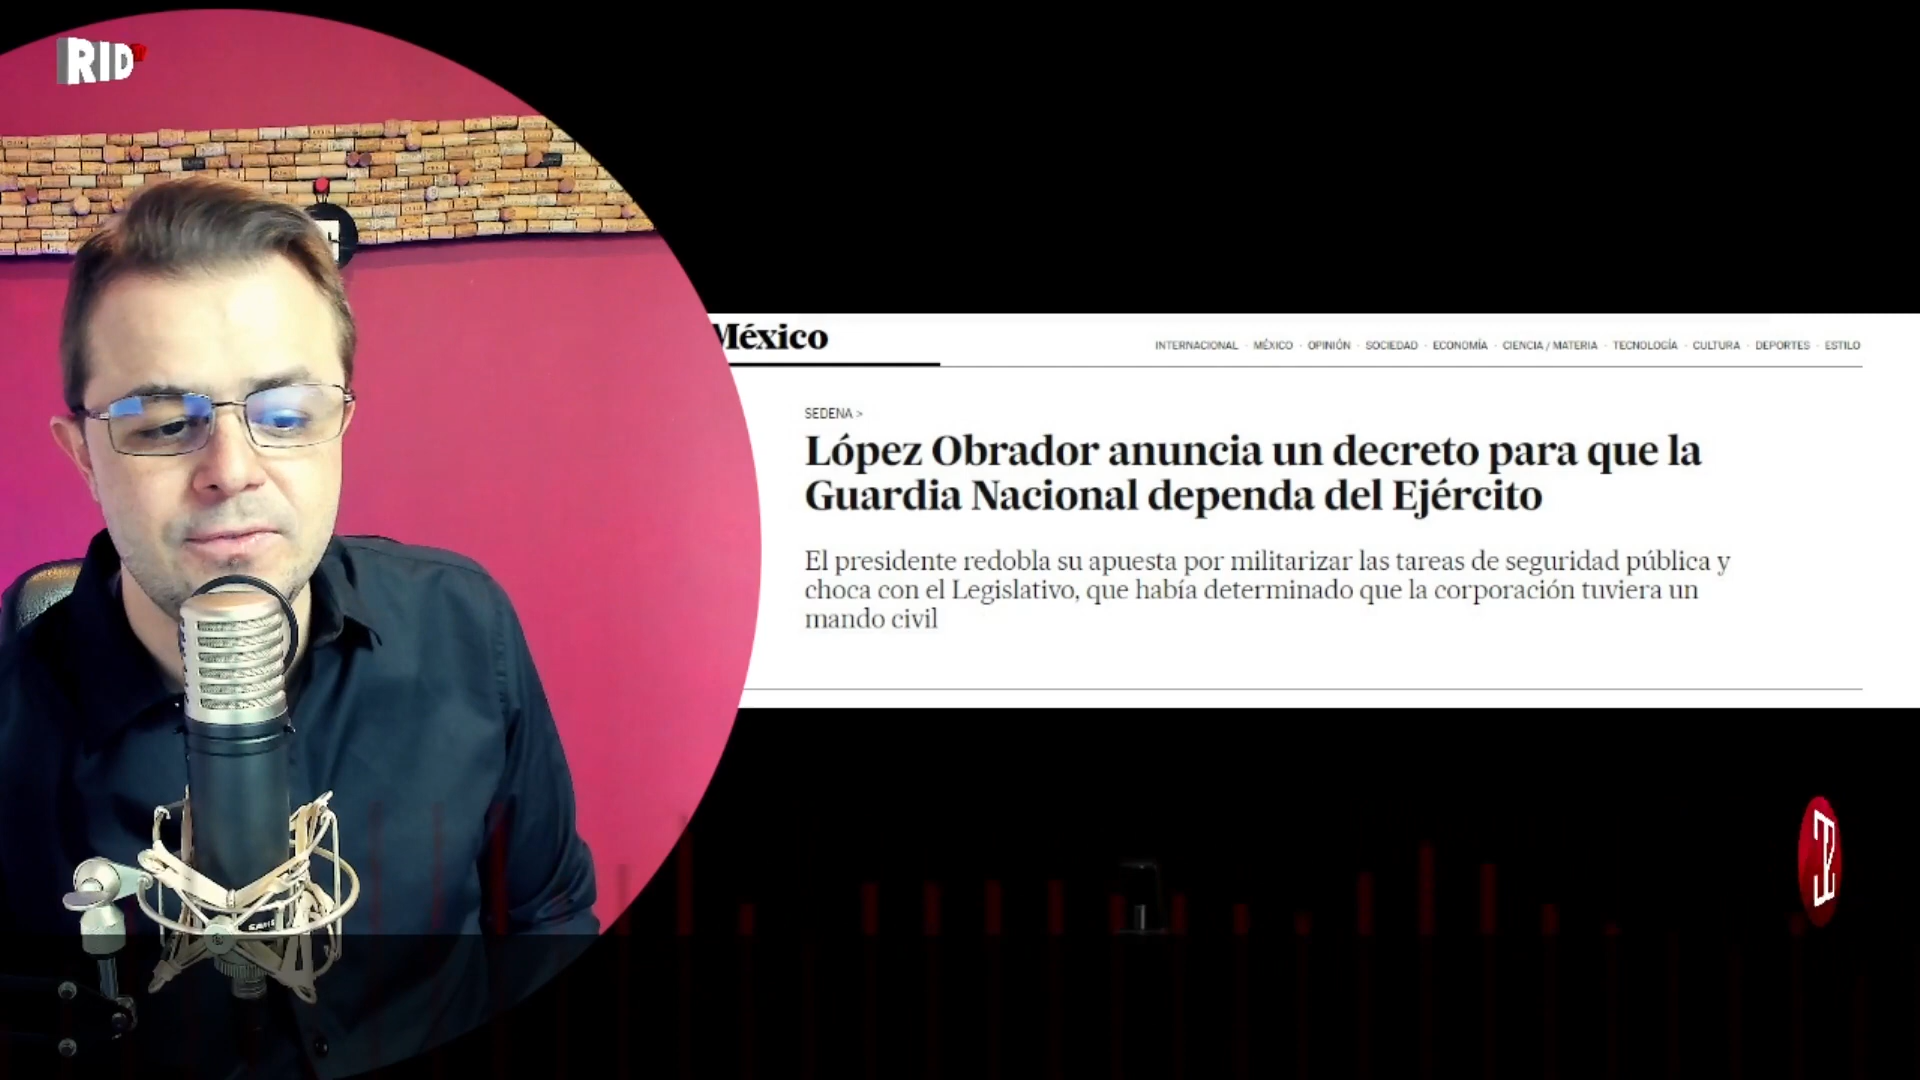 RID
México
INTERNACIONAL · MÉXICO · OPINIÓN · SOCIEDAD · ECONOMÍA · CIENCIA / MATERIA · TECNOLOGÍA · CULTURA · DEPORTES · ESTILO
SEDENA >
López Obrador anuncia un decreto para que la
Guardia Nacional dependa del Ejército
El presidente redobla su apuesta por militarizar las tareas de seguridad pública y
choca con el Legislativo, que había determinado que la corporación tuviera un
mando civil